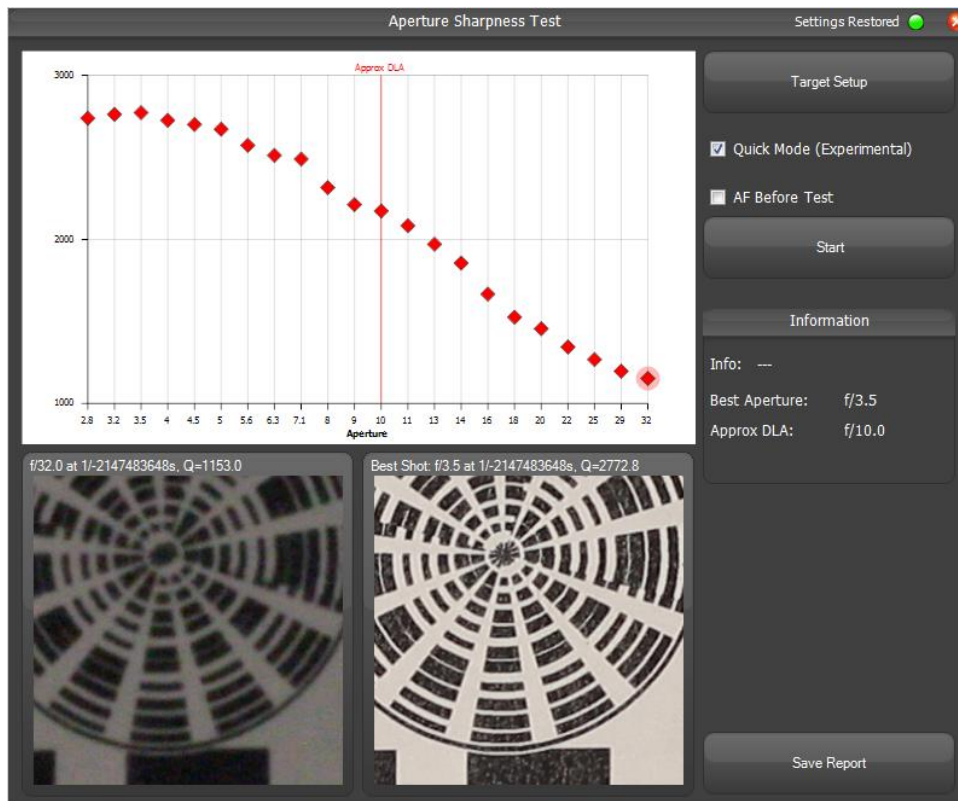 Aperture Sharpness Test
Settings Restored
Approx DLA
3000
2000
1000
2.8 3.2 3.5 4 4.5 5 5.6 6.3 7.1 8 9 10 11 13 14 16 18 20 22 25 29 32
Aperture
Target Setup
Quick Mode (Experimental)
AF Before Test
Start
Information
Info: ---
Best Aperture: f/3.5
Approx DLA: f/10.0
f/32.0 at 1/-2147483648s, Q=1153.0
Best Shot: f/3.5 at 1/-2147483648s, Q=2772.8
Save Report